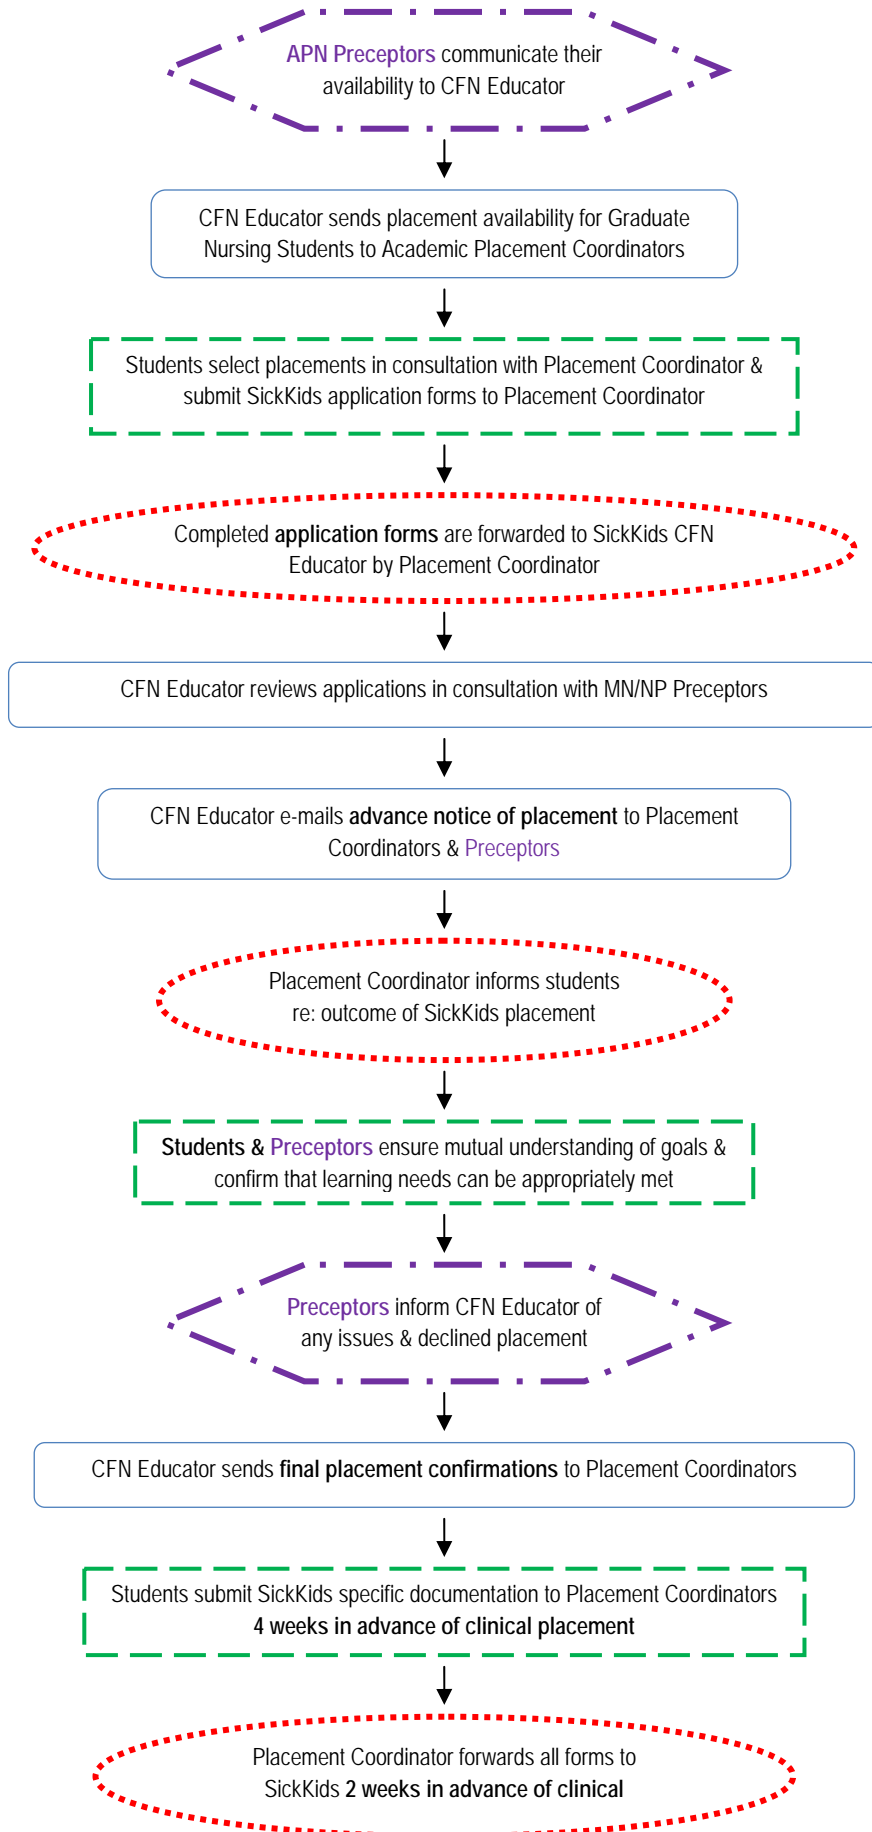 APN Preceptors communicate their
availability to CFN Educator
CFN Educator sends placement availability for Graduate
Nursing Students to Academic Placement Coordinators
Students select placements in consultation with Placement Coordinator &
submit SickKids application forms to Placement Coordinator
Completed application forms are forwarded to SickKids CFN
Educator by Placement Coordinator
CFN Educator reviews applications in consultation with MN/NP Preceptors
CFN Educator e-mails advance notice of placement to Placement
Coordinators & Preceptors
Placement Coordinator informs students
re: outcome of SickKids placement
Students & Preceptors ensure mutual understanding of goals &
confirm that learning needs can be appropriately met
Preceptors inform CFN Educator of
any issues & declined placement
CFN Educator sends final placement confirmations to Placement Coordinators
Students submit SickKids specific documentation to Placement Coordinators
4 weeks in advance of clinical placement
Placement Coordinator forwards all forms to
SickKids 2 weeks in advance of clinical